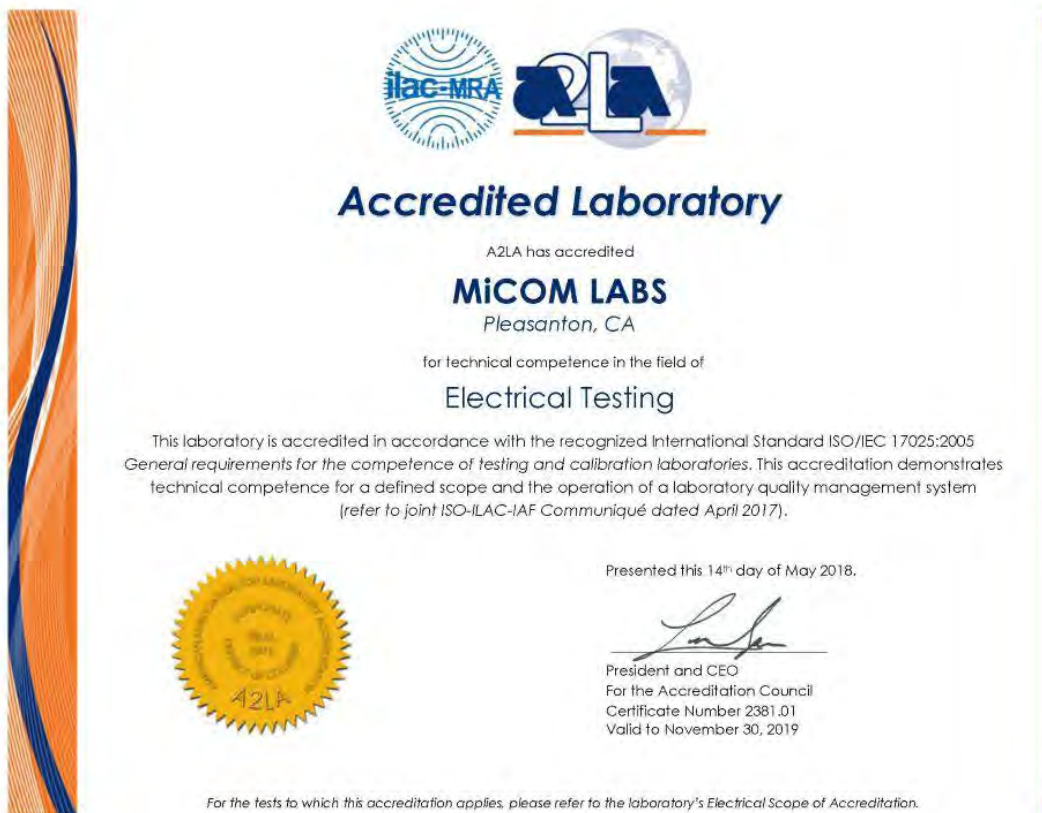 ilac-MRA
A2LA
Accredited Laboratory
A2LA has accredited
MiCOM LABS
Pleasanton, CA
for technical competence in the field of
Electrical Testing
This laboratory is accredited in accordance with the recognized International Standard ISO/IEC 17025:2005
General requirements for the competence of testing and calibration laboratories. This accreditation demonstrates
technical competence for a defined scope and the operation of a laboratory quality management system
(refer to joint ISO-ILAC-IAF Communiqué dated April 2017).
Presented this 14th day of May 2018.
President and CEO
For the Accreditation Council
Certificate Number 2381.01
Valid to November 30, 2019
A2LA
For the tests to which this accreditation applies, please refer to the laboratory's Electrical Scope of Accreditation.